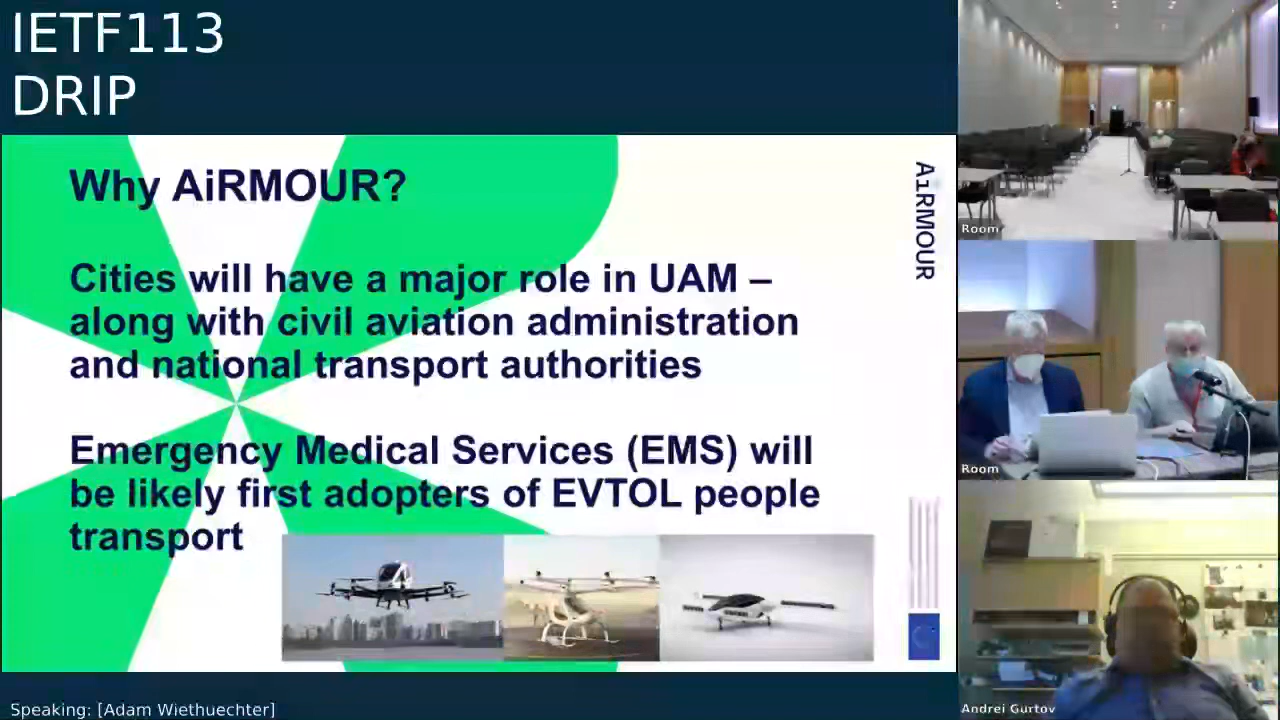 IETF113
DRIP
Why AiRMOUR?
Cities will have a major role in UAM –
along with civil aviation administration
and national transport authorities
Emergency Medical Services (EMS) will
be likely first adopters of EVTOL people
transport
AiRMOUR
Room
Room
Andrei Gurtov
Speaking: [Adam Wiethuechter]